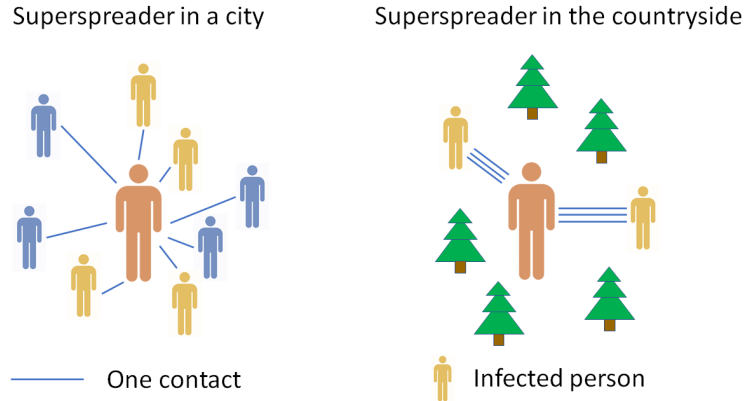 Superspreader in a city
Superspreader in the countryside
One contact
Infected person